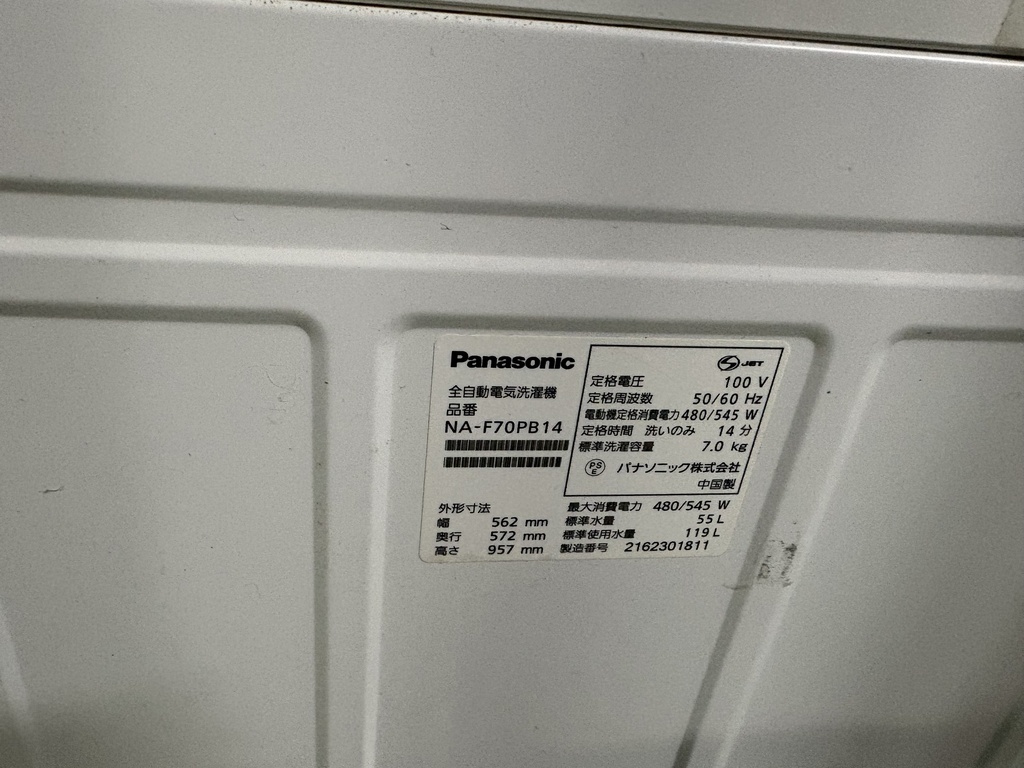 Panasonic
全自動電気洗濯機
品番
NA-F70PB14
JET
定格電圧 100 V
定格周波数 50/60 Hz
電動機定格消費電力 480/545 W
定格時間 洗いのみ 14 分
標準洗濯容量 7.0 kg
PS E パナソニック株式会社
中国製
外形寸法
幅 562 mm
奥行 572 mm
高さ 957 mm
最大消費電力 480/545 W
標準水量 55 L
標準使用水量 119 L
製造番号 2162301811